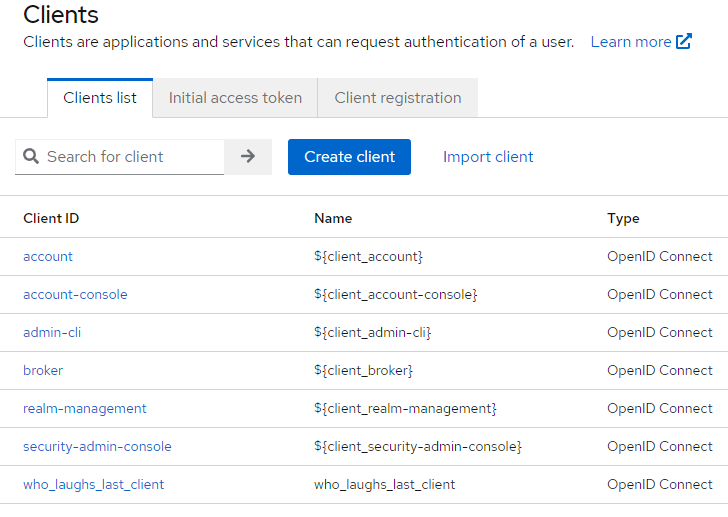 Clients
Clients are applications and services that can request authentication of a user. Learn more
Clients list Initial access token Client registration
Search for client Create client Import client
Client ID Name Type
account ${client_account} OpenID Connect
account-console ${client_account-console} OpenID Connect
admin-cli ${client_admin-cli} OpenID Connect
broker ${client_broker} OpenID Connect
realm-management ${client_realm-management} OpenID Connect
security-admin-console ${client_security-admin-console} OpenID Connect
who_laughs_last_client who_laughs_last_client OpenID Connect